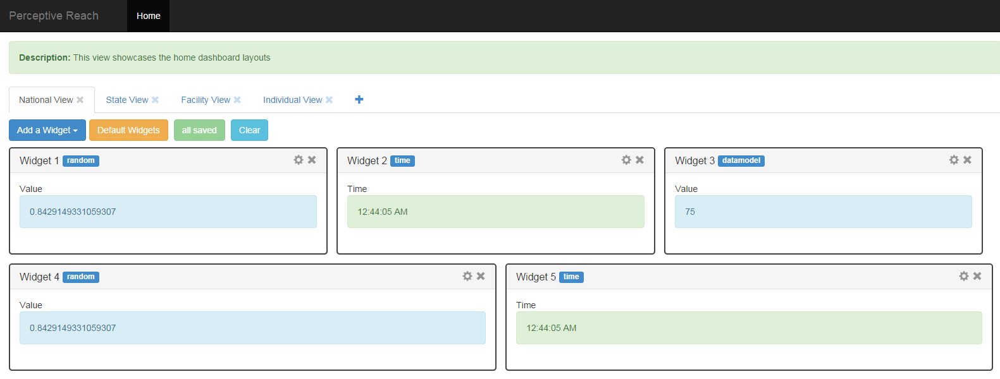 Perceptive Reach Home
Description: This view showcases the home dashboard layouts
National View State View Facility View Individual View
Add a Widget Default Widgets all saved Clear
Widget 1 random Widget 2 time Widget 3 datamodel
Value Time Value
0.8429149331059307 12:44:05 AM 75
Widget 4 random Widget 5 time
Value Time
0.8429149331059307 12:44:05 AM